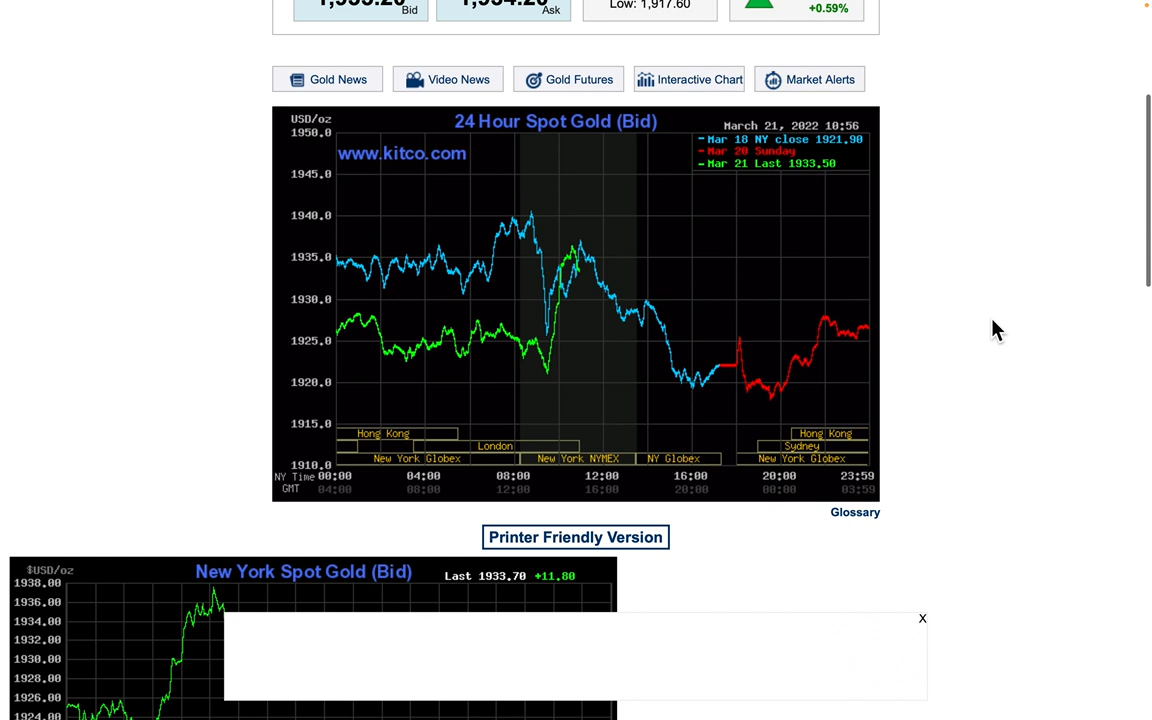 Bid
Ask
Low: 1,917.60
+0.59%
Gold News
Video News
Gold Futures
Interactive Chart
Market Alerts
USD/oz
24 Hour Spot Gold (Bid)
March 21, 2022 10:56
www.kitco.com
Mar 18 NY close 1921.90
Mar 20 Sunday
Mar 21 Last 1933.50
1950.0
1945.0
1940.0
1935.0
1930.0
1925.0
1920.0
1915.0
1910.0
Hong Kong
Hong Kong
London
Sydney
New York Globex
New York NYMEX
NY Globex
New York Globex
NY Time 00:00 04:00 08:00 12:00 16:00 20:00 23:59
GMT 04:00 08:00 12:00 16:00 20:00 00:00 03:59
Glossary
Printer Friendly Version
$USD/oz
New York Spot Gold (Bid)
Last 1933.70 +11.80
1938.00
1936.00
1934.00
1932.00
1930.00
1928.00
1926.00
1924.00
X